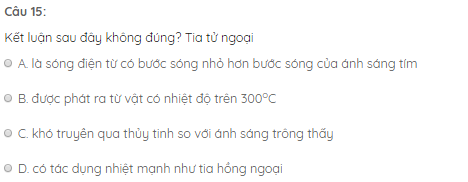 Câu 15:
Kết luận sau đây không đúng? Tia tử ngoại
A. là sóng điện từ có bước sóng nhỏ hơn bước sóng của ánh sáng tím
B. được phát ra từ vật có nhiệt độ trên 300⁰C
C. khó truyền qua thủy tinh so với ánh sáng trông thấy
D. có tác dụng nhiệt mạnh như tia hồng ngoại